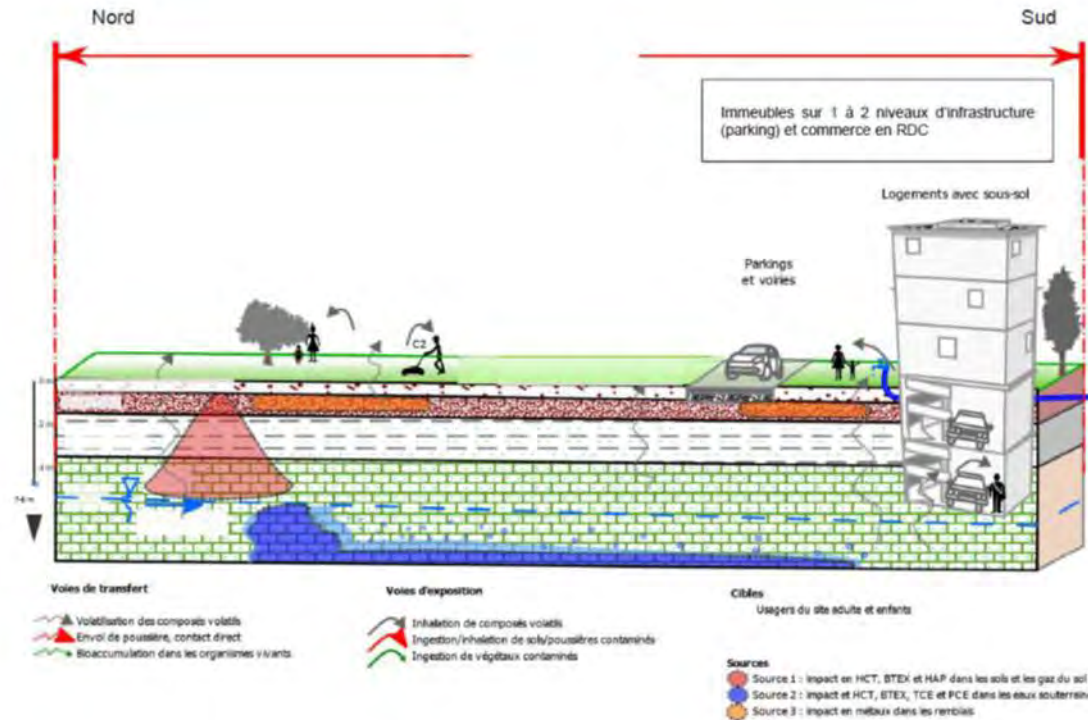 Nord
Sud
Immeubles sur 1 à 2 niveaux d'infrastructure
(parking) et commerce en RDC
Logements avec sous-sol
Parkings
et voiries
C2
0 m
2 m
4 m
Voies de transfert
Volatilisation des composés volatils
Envol de poussière, contact direct
Bioaccumulation dans les organismes vivants
Voies d'exposition
Inhalation de composés volatils
Ingestion/inhalation de sols/poussières contaminés
Ingestion de végétaux contaminés
Cibles
Usagers du site adulte et enfants
Sources
Source 1 : impact en HCT, BTEX et HAP dans les sols et les gaz du sol
Source 2 : impact et HCT, BTEX, TCE et PCE dans les eaux souterraine
Source 3 : impact en métaux dans les remblais